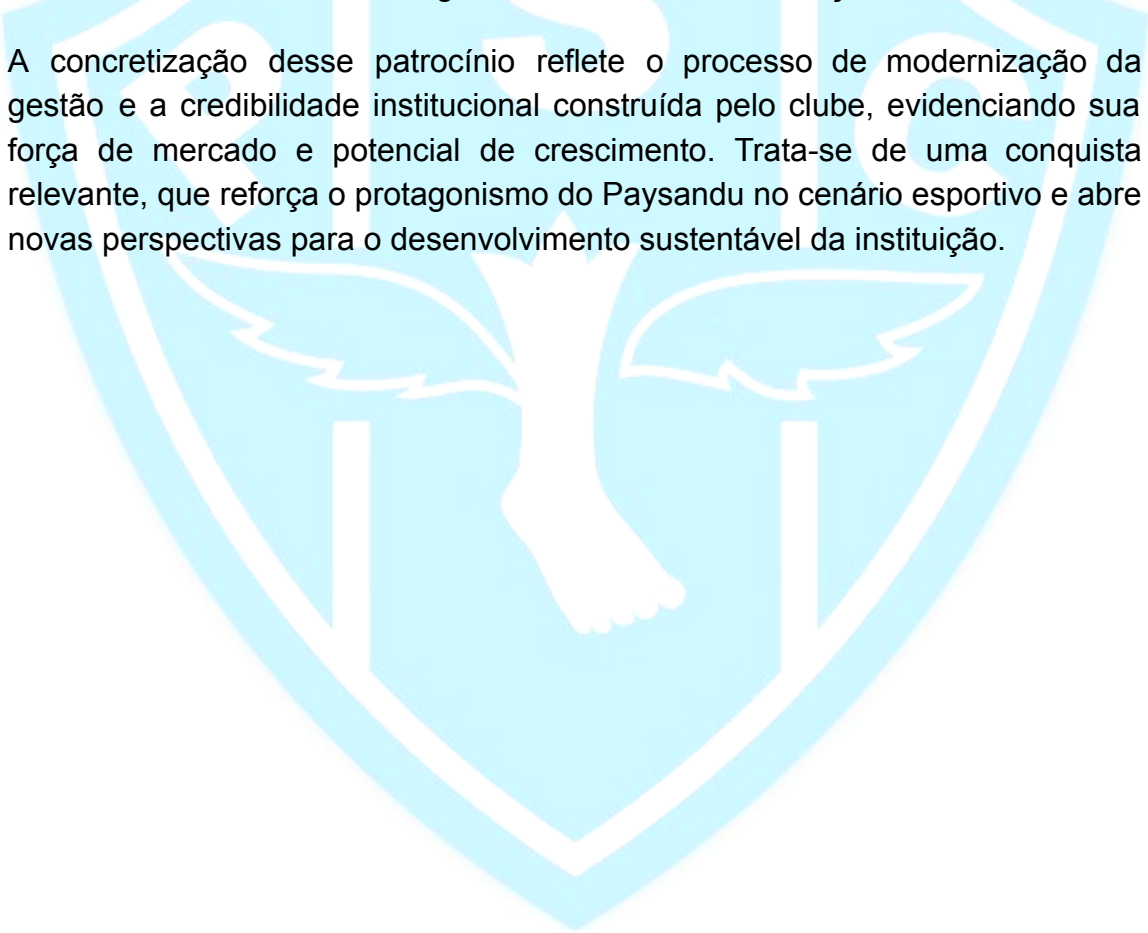 A concretização desse patrocínio reflete o processo de modernização da
gestão e a credibilidade institucional construída pelo clube, evidenciando sua
força de mercado e potencial de crescimento. Trata-se de uma conquista
relevante, que reforça o protagonismo do Paysandu no cenário esportivo e abre
novas perspectivas para o desenvolvimento sustentável da instituição.
P S C